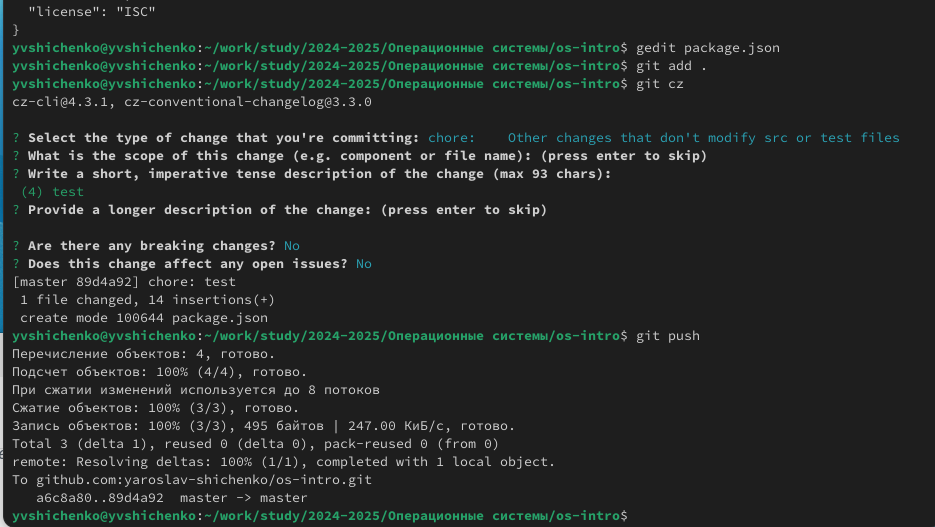 "license": "ISC"
}
yvshichenko@yvshichenko:~/work/study/2024-2025/Операционные системы/os-intro$ gedit package.json
yvshichenko@yvshichenko:~/work/study/2024-2025/Операционные системы/os-intro$ git add .
yvshichenko@yvshichenko:~/work/study/2024-2025/Операционные системы/os-intro$ git cz
cz-cli@4.3.1, cz-conventional-changelog@3.3.0
? Select the type of change that you're committing: chore:    Other changes that don't modify src or test files
? What is the scope of this change (e.g. component or file name): (press enter to skip)
? Write a short, imperative tense description of the change (max 93 chars):
(4) test
? Provide a longer description of the change: (press enter to skip)
? Are there any breaking changes? No
? Does this change affect any open issues? No
[master 89d4a92] chore: test
1 file changed, 14 insertions(+)
create mode 100644 package.json
yvshichenko@yvshichenko:~/work/study/2024-2025/Операционные системы/os-intro$ git push
Перечисление объектов: 4, готово.
Подсчет объектов: 100% (4/4), готово.
При сжатии изменений используется до 8 потоков
Сжатие объектов: 100% (3/3), готово.
Запись объектов: 100% (3/3), 495 байтов | 247.00 КиБ/с, готово.
Total 3 (delta 1), reused 0 (delta 0), pack-reused 0 (from 0)
remote: Resolving deltas: 100% (1/1), completed with 1 local object.
To github.com:yaroslav-shichenko/os-intro.git
a6c8a80..89d4a92  master -> master
yvshichenko@yvshichenko:~/work/study/2024-2025/Операционные системы/os-intro$